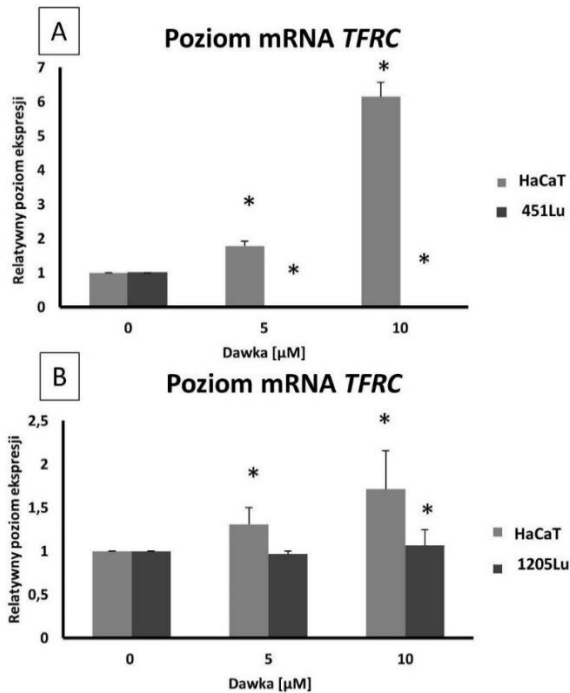 A
Poziom mRNA TFRC
Relatywny poziom ekspresji
7
6
5
4
3
2
1
0
*
*
*
*
0 5 10
Dawka [µM]
HaCaT
451Lu
B
Poziom mRNA TFRC
Relatywny poziom ekspresji
2,5
2
1,5
1
0,5
0
*
*
*
0 5 10
Dawka [µM]
HaCaT
1205Lu